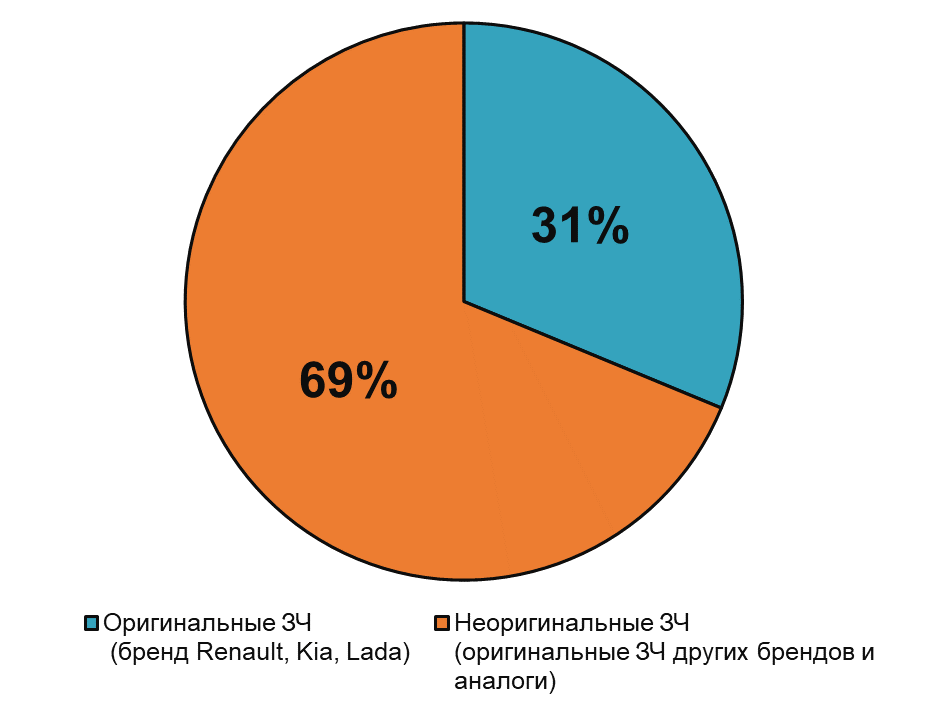 31%
69%
Оригинальные ЗЧ
(бренд Renault, Kia, Lada)
Неоригинальные ЗЧ
(оригинальные ЗЧ других брендов и
аналоги)